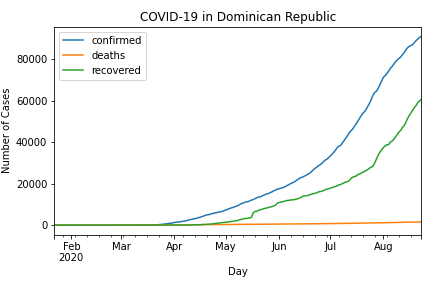 COVID-19 in Dominican Republic
confirmed
deaths
recovered
Number of Cases
80000
60000
40000
20000
0
Feb Mar Apr May Jun Jul Aug
2020
Day